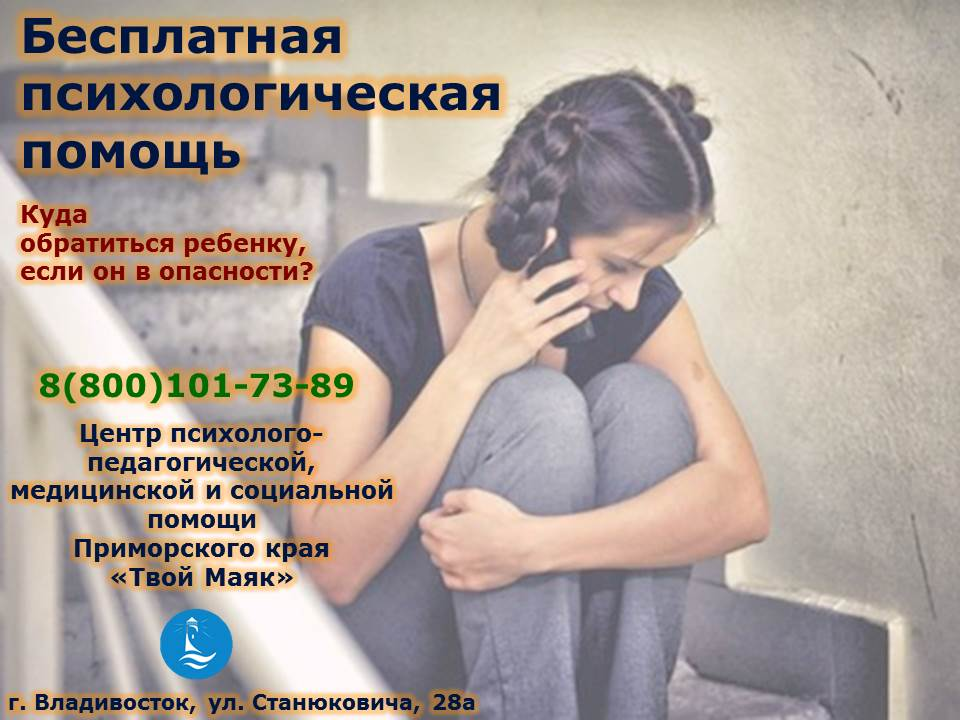 Бесплатная
психологическая
помощь
Куда
обратиться ребенку,
если он в опасности?
8(800)101-73-89
Центр психолого-
педагогической,
медицинской и социальной
помощи
Приморского края
«Твой Маяк»
г. Владивосток, ул. Станюковича, 28а